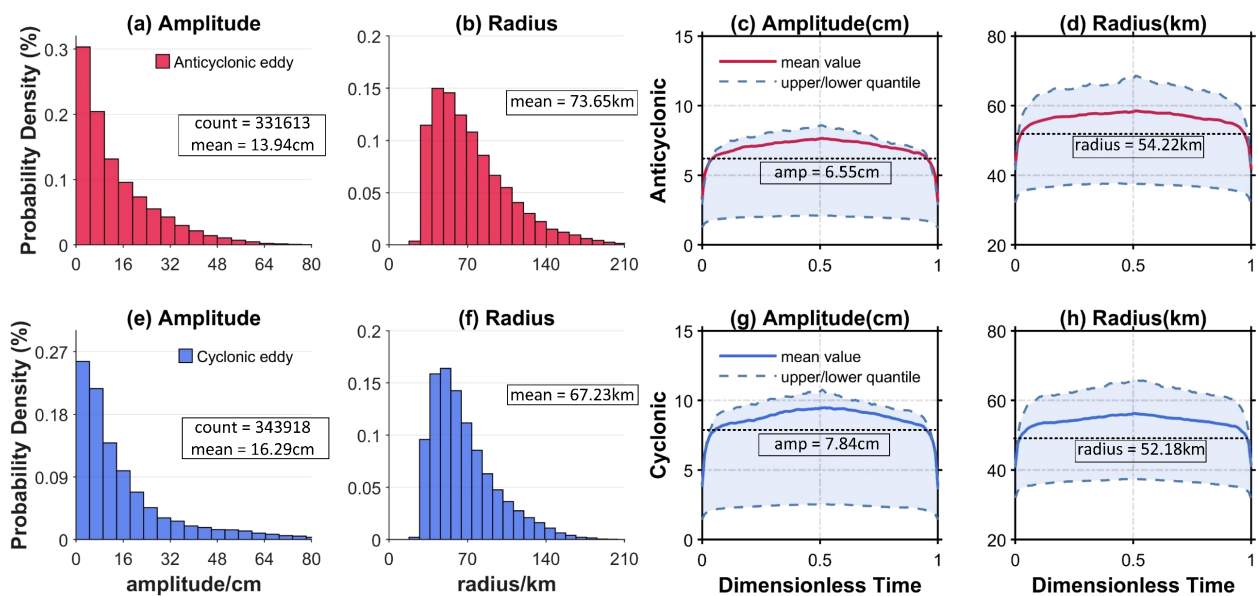 (a) Amplitude
Probability Density (%)
0.3
0.2
0.1
0
Anticyclonic eddy
count = 331613
mean = 13.94cm
0 16 32 48 64 80
(b) Radius
0.2
0.15
0.1
0.05
0
mean = 73.65km
0 70 140 210
(c) Amplitude(cm)
Anticyclonic
15
10
5
0
mean value
upper/lower quantile
amp = 6.55cm
0 0.5 1
(d) Radius(km)
80
60
40
20
radius = 54.22km
0 0.5 1
(e) Amplitude
Probability Density (%)
0.27
0.18
0.09
0
Cyclonic eddy
count = 343918
mean = 16.29cm
0 16 32 48 64 80
amplitude/cm
(f) Radius
0.2
0.15
0.1
0.05
0
mean = 67.23km
0 70 140 210
radius/km
(g) Amplitude(cm)
Cyclonic
15
10
5
0
mean value
upper/lower quantile
amp = 7.84cm
0 0.5 1
Dimensionless Time
(h) Radius(km)
80
60
40
20
radius = 52.18km
0 0.5 1
Dimensionless Time